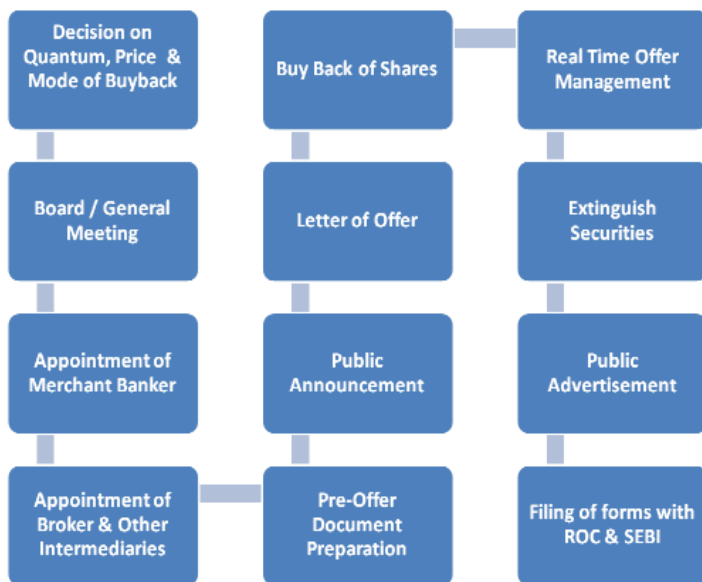 Decision on
Quantum, Price &
Mode of Buyback
Board / General
Meeting
Appointment of
Merchant Banker
Appointment of
Broker & Other
Intermediaries
Pre-Offer
Document
Preparation
Public
Announcement
Letter of Offer
Buy Back of Shares
Real Time Offer
Management
Extinguish
Securities
Public
Advertisement
Filing of forms with
ROC & SEBI